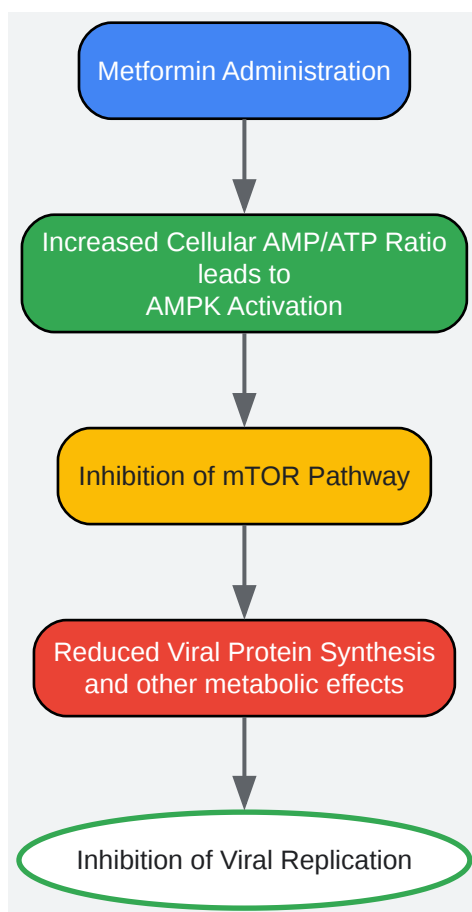 Metformin Administration
Increased Cellular AMP/ATP Ratio
leads to
AMPK Activation
Inhibition of mTOR Pathway
Reduced Viral Protein Synthesis
and other metabolic effects
Inhibition of Viral Replication